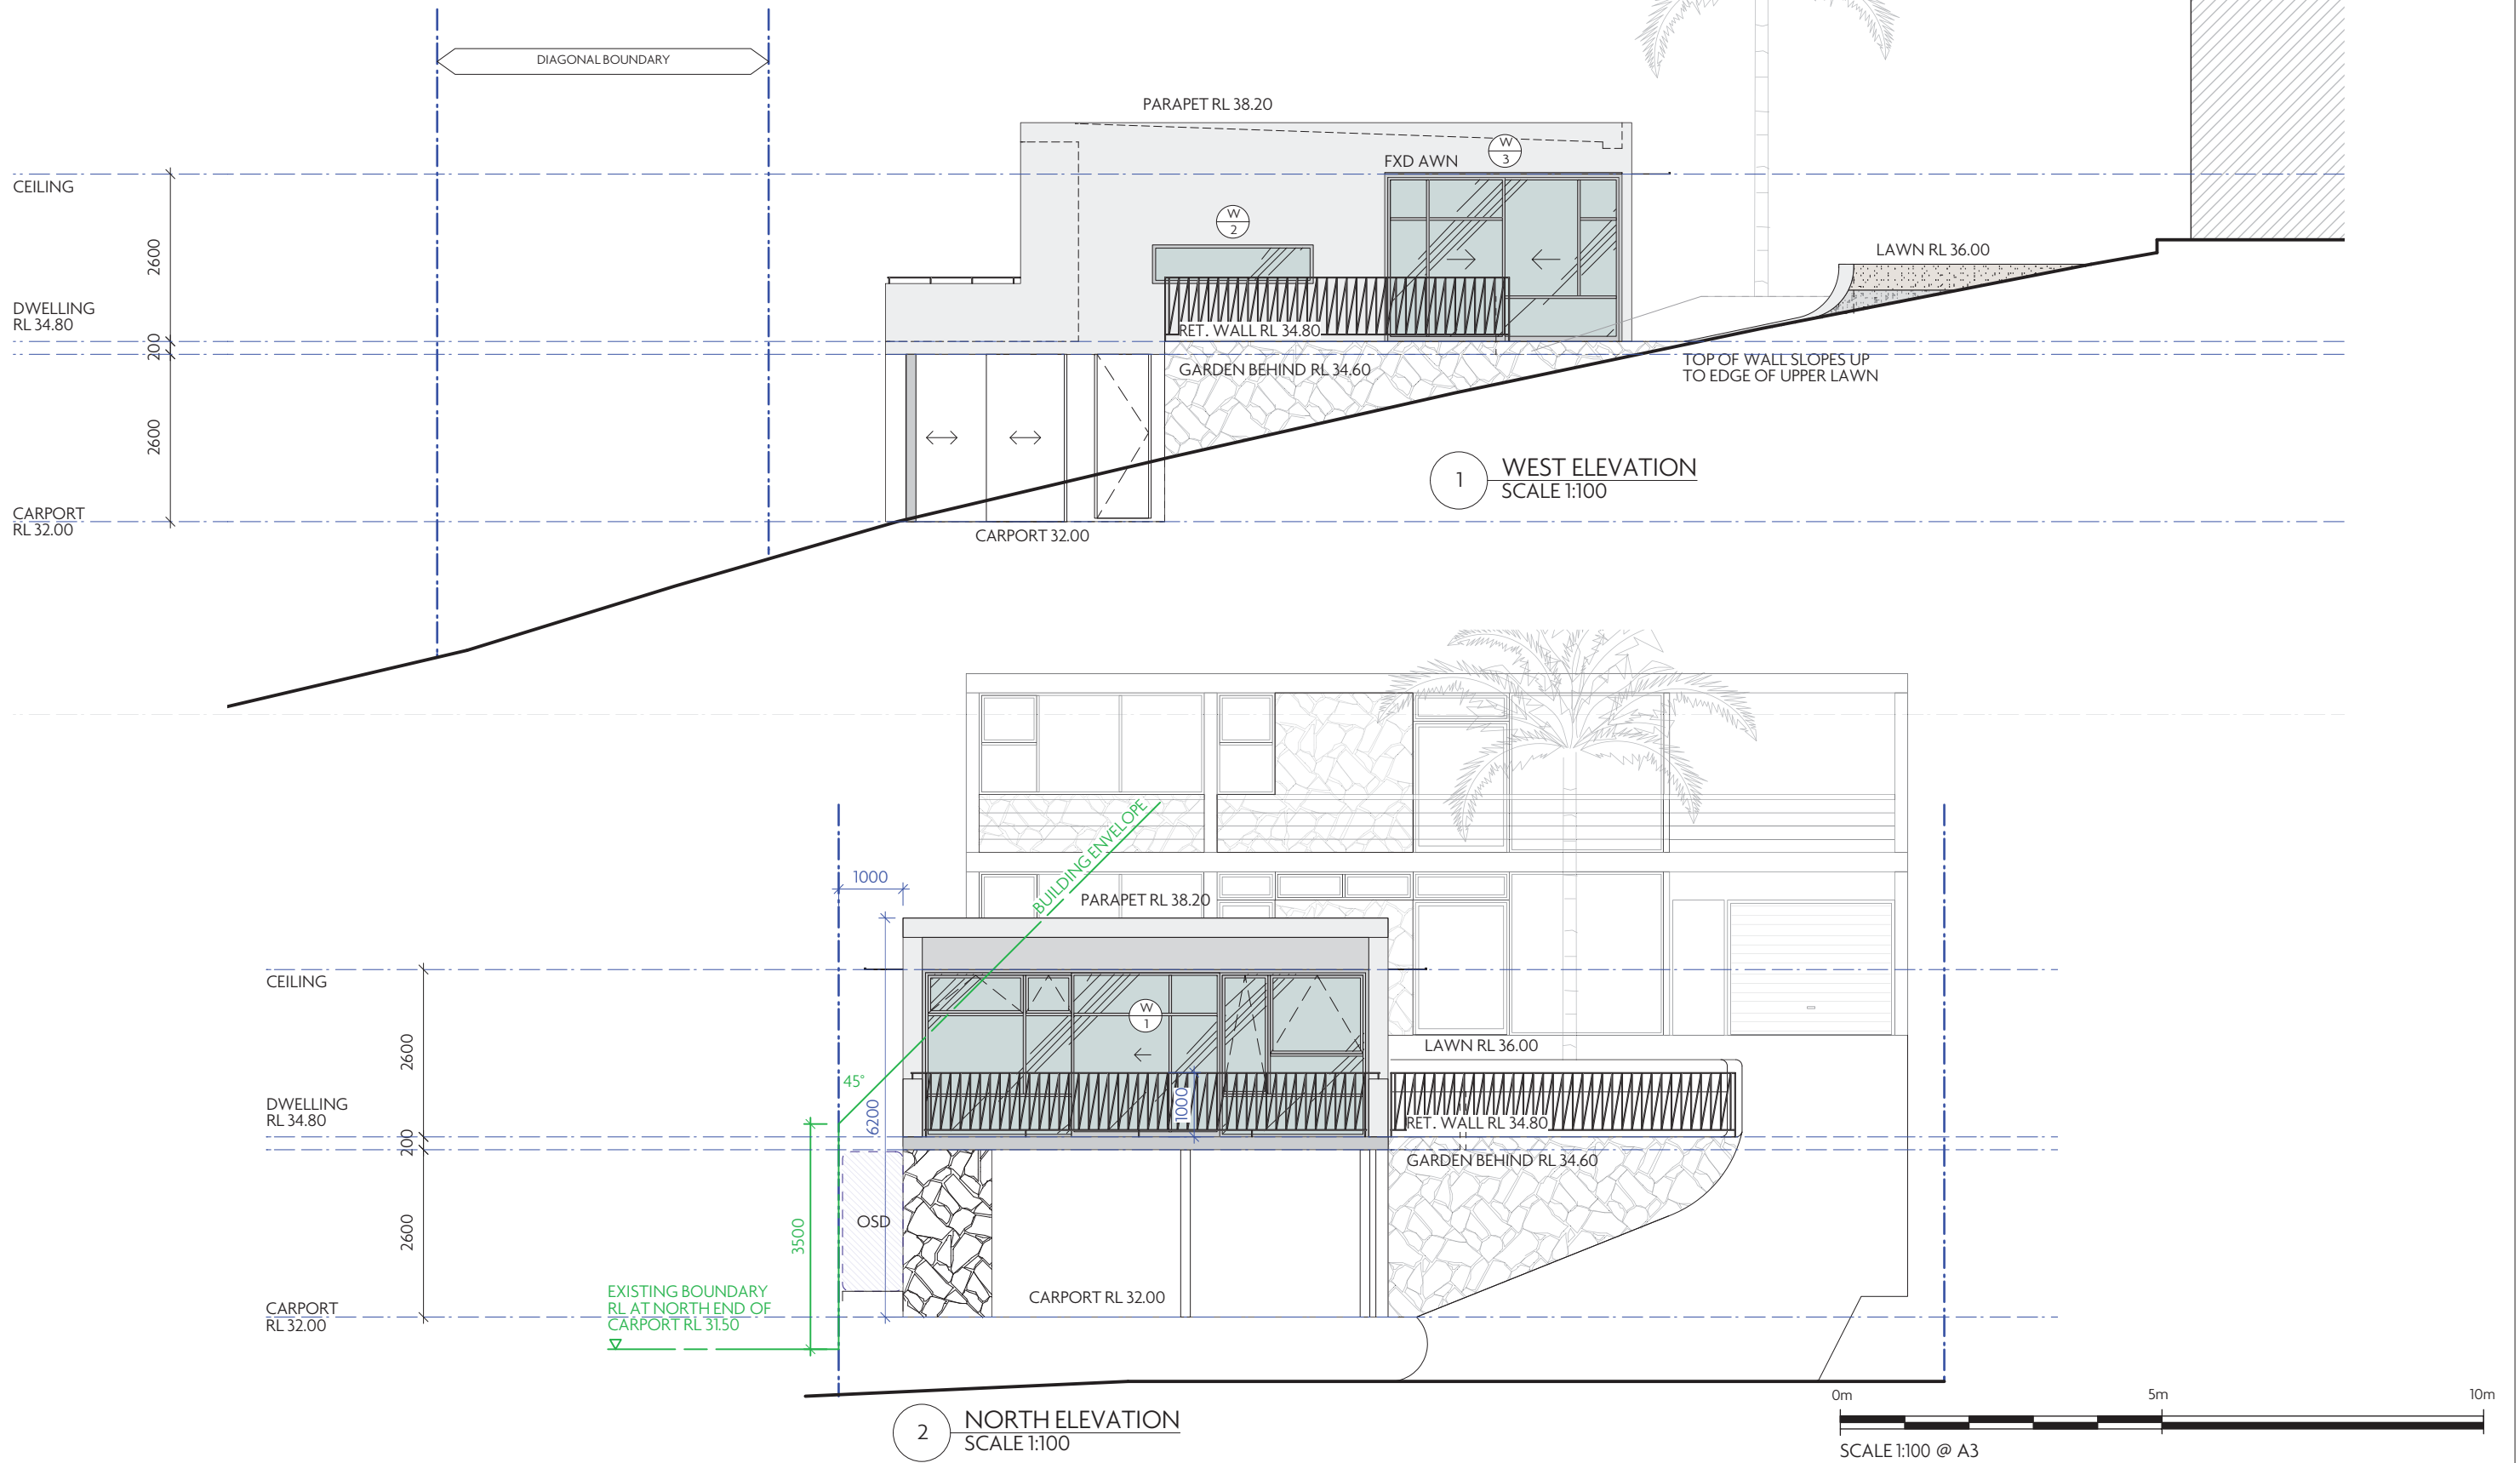 DIAGONAL BOUNDARY
PARAPET RL 38.20
W
3
FXD AWN
CEILING
W
2
2600
LAWN RL 36.00
DWELLING
RL 34.80
RET. WALL RL 34.80
200
GARDEN BEHIND RL 34.60
TOP OF WALL SLOPES UP
TO EDGE OF UPPER LAWN
2600
1
WEST ELEVATION
SCALE 1:100
CARPORT
RL 32.00
CARPORT 32.00
BUILDING ENVELOPE
1000
PARAPET RL 38.20
CEILING
W
1
2600
LAWN RL 36.00
45°
DWELLING
RL 34.80
6200
1000
RET. WALL RL 34.80
200
GARDEN BEHIND RL 34.60
OSD
3500
2600
EXISTING BOUNDARY
RL AT NORTH END OF
CARPORT RL 31.50
CARPORT RL 32.00
CARPORT
RL 32.00
2
NORTH ELEVATION
SCALE 1:100
0m
5m
10m
SCALE 1:100 @ A3